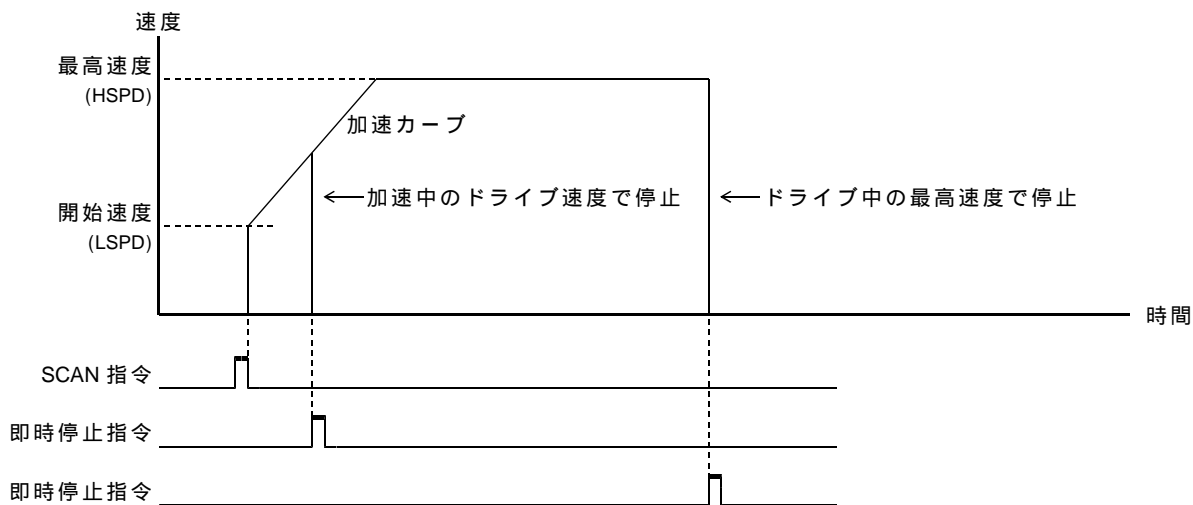 速度
最高速度
(HSPD)
加速カーブ
←加速中のドライブ速度で停止
←ドライブ中の最高速度で停止
開始速度
(LSPD)
時間
SCAN 指令
即時停止指令
即時停止指令